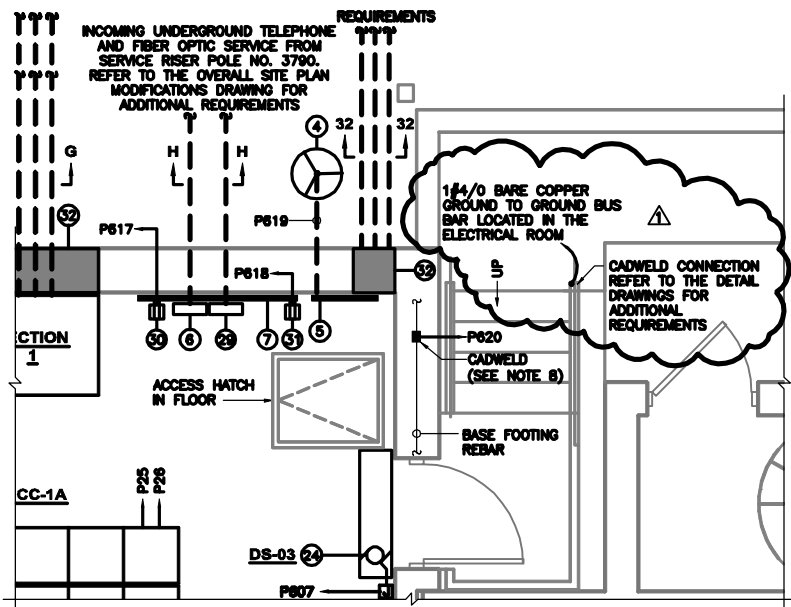 REQUIREMENTS
INCOMING UNDERGROUND TELEPHONE
AND FIBER OPTIC SERVICE FROM
SERVICE RISER POLE NO. 3790.
REFER TO THE OVERALL SITE PLAN
MODIFICATIONS DRAWING FOR
ADDITIONAL REQUIREMENTS
4
32
32
G
H
H
1#4/0 BARE COPPER
GROUND TO GROUND BUS
BAR LOCATED IN THE
ELECTRICAL ROOM
1
32
P617
P619
P618
32
UP
CADWELD CONNECTION
REFER TO THE DETAIL
DRAWINGS FOR
ADDITIONAL
REQUIREMENTS
30
6
29
7
31
5
ECTION
1
P620
CADWELD
(SEE NOTE 8)
ACCESS HATCH
IN FLOOR
BASE FOOTING
REBAR
P25
P26
CC-1A
DS-03
24
P607